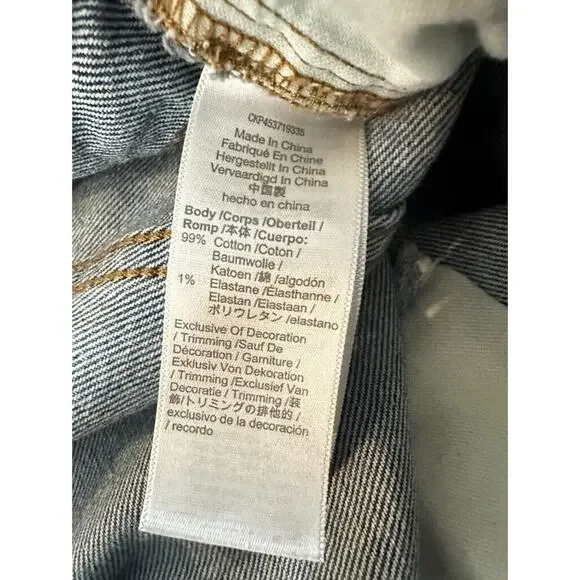 CKP453719335
Made In China
Fabriqué En Chine
Hergestellt In China
Vervaardigd In China
中国製
hecho en china
Body /Corps /Oberteil /
Romp /本体 /Cuerpo:
99% Cotton /Coton /
Baumwolle /
Katoen /綿 /algodón
1% Elastane /Élasthanne /
Elastan /Elastaan /
ポリウレタン /elastano
Exclusive Of Decoration
/ Trimming /Sauf De
Décoration / Garniture /
Exklusiv Von Dekoration
/ Trimming /Exclusief Van
Decoratie / Trimming /装
飾/トリミングの排他的 /
exclusivo de la decoración
/ recordo